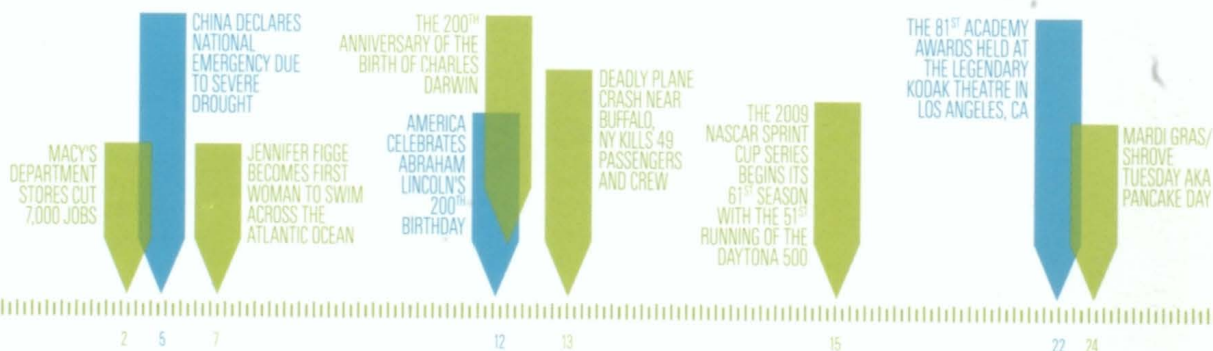 MACY'S
DEPARTMENT
STORES CUT
7,000 JOBS
CHINA DECLARES
NATIONAL
EMERGENCY DUE
TO SEVERE
DROUGHT
JENNIFER FIGGE
BECOMES FIRST
WOMAN TO SWIM
ACROSS THE
ATLANTIC OCEAN
THE 200TH
ANNIVERSARY OF THE
BIRTH OF CHARLES
DARWIN
AMERICA
CELEBRATES
ABRAHAM
LINCOLN'S
200TH
BIRTHDAY
DEADLY PLANE
CRASH NEAR
BUFFALO,
NY KILLS 49
PASSENGERS
AND CREW
THE 2009
NASCAR SPRINT
CUP SERIES
BEGINS ITS
61ST SEASON
WITH THE 51ST
RUNNING OF THE
DAYTONA 500
THE 81ST ACADEMY
AWARDS HELD AT
THE LEGENDARY
KODAK THEATRE IN
LOS ANGELES, CA
MARDI GRAS/
SHROVE
TUESDAY AKA
PANCAKE DAY
2 5 7 12 13 15 22 24